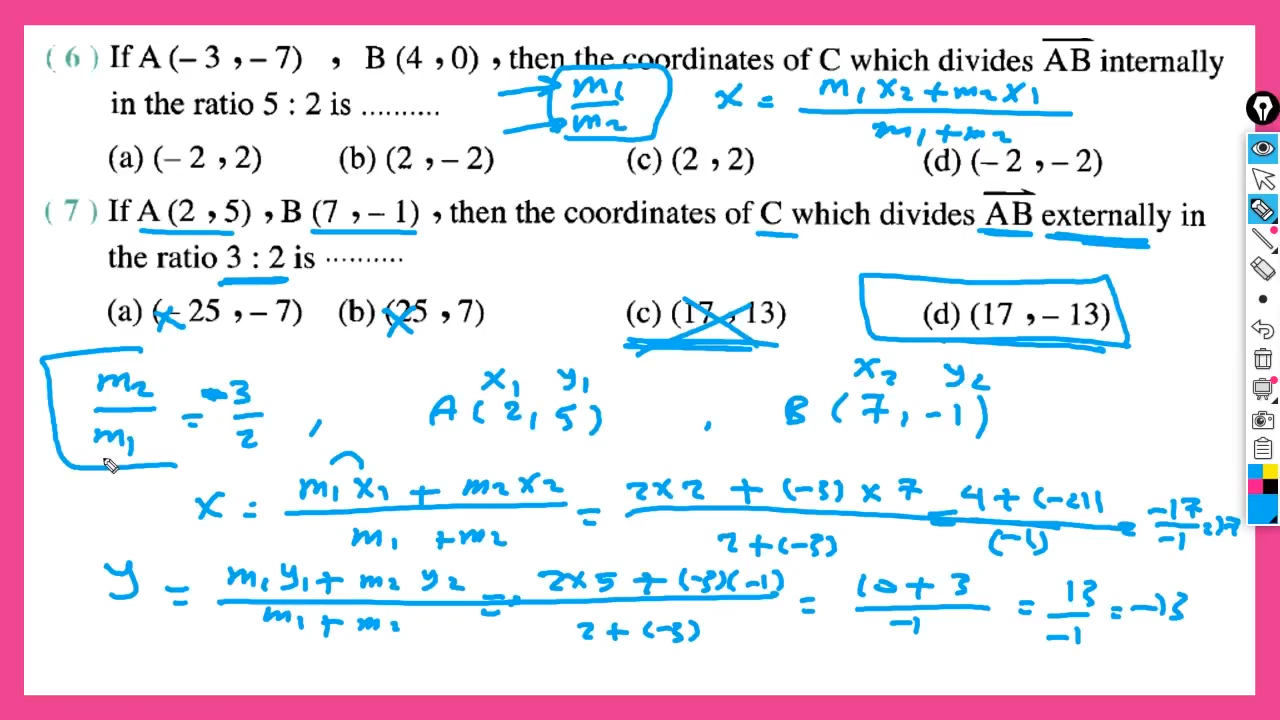 (6) If A (– 3 , – 7) , B (4 , 0) , then the coordinates of C which divides AB internally
in the ratio 5 : 2 is ..........
m1/m2
x = (m1 x2 + m2 x1)/(m1 + m2)
(a) (– 2 , 2) (b) (2 , – 2) (c) (2 , 2) (d) (– 2 , – 2)
(7) If A (2 , 5) , B (7 , – 1) , then the coordinates of C which divides AB externally in
the ratio 3 : 2 is ..........
(a) (– 25 , – 7) (b) (25 , 7) (c) (17 , 13) (d) (17 , – 13)
x1 y1 x2 y2
m2/m1 = -3/2 , A ( 2, 5 ) , B ( 7, -1 )
x = (m1 x1 + m2 x2)/(m1 + m2) = (2x2 + (-3) x 7)/(2+(-3)) = (4 + (-21))/(-1) = -17/-1 = 17
y = (m1 y1 + m2 y2)/(m1 + m2) = (2x5 + (-3)(-1))/(2+(-3)) = (10 + 3)/-1 = 13/-1 = -13